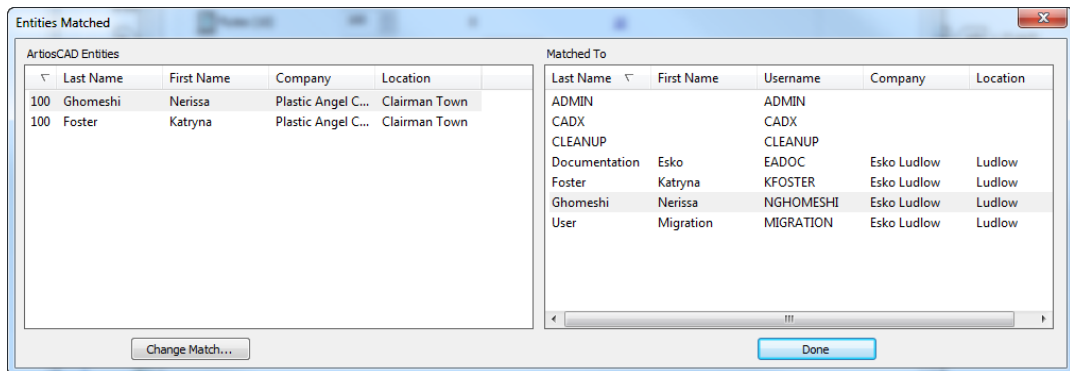 Entities Matched
ArtiosCAD Entities
Last Name First Name Company Location
100 Ghomeshi Nerissa Plastic Angel C... Clairman Town
100 Foster Katryna Plastic Angel C... Clairman Town
Change Match...
Matched To
Last Name First Name Username Company Location
ADMIN ADMIN
CADX CADX
CLEANUP CLEANUP
Documentation Esko EADOC Esko Ludlow Ludlow
Foster Katryna KFOSTER Esko Ludlow Ludlow
Ghomeshi Nerissa NGHOMESHI Esko Ludlow Ludlow
User Migration MIGRATION Esko Ludlow Ludlow
Done